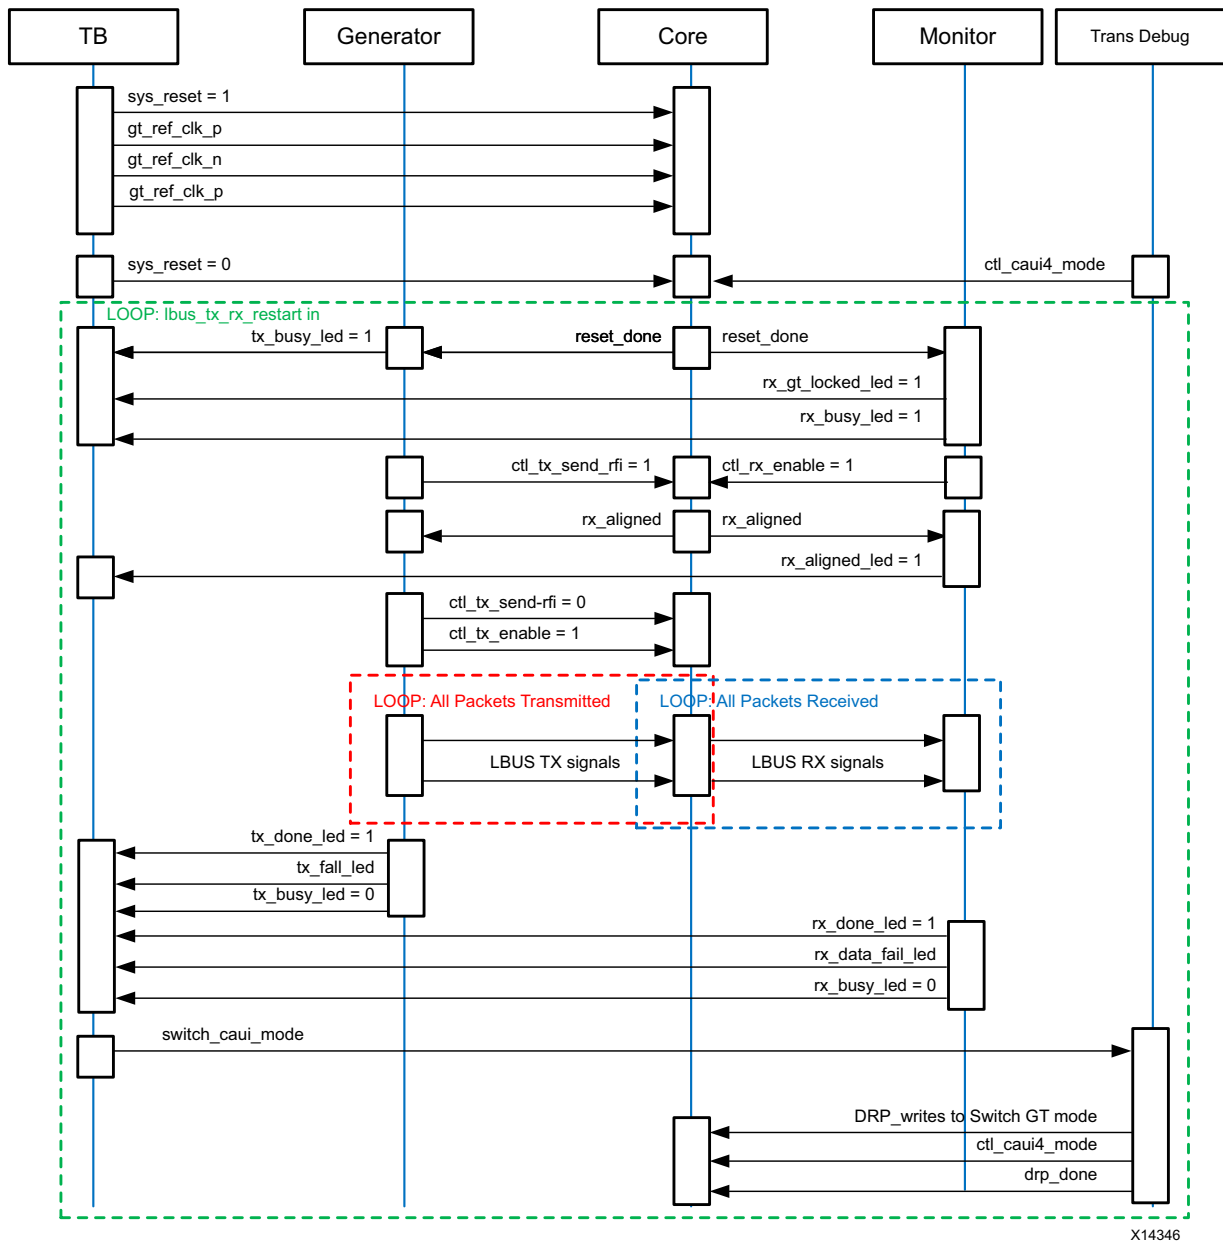 TB
Generator
Core
Monitor
Trans Debug
sys_reset = 1
gt_ref_clk_p
gt_ref_clk_n
gt_ref_clk_p
sys_reset = 0
ctl_caui4_mode
LOOP: lbus_tx_rx_restart in
tx_busy_led = 1
reset_done
reset_done
rx_gt_locked_led = 1
rx_busy_led = 1
ctl_tx_send_rfi = 1
ctl_rx_enable = 1
rx_aligned
rx_aligned
rx_aligned_led = 1
ctl_tx_send-rfi = 0
ctl_tx_enable = 1
LOOP: All Packets Transmitted
LOOP: All Packets Received
LBUS TX signals
LBUS RX signals
tx_done_led = 1
tx_fall_led
tx_busy_led = 0
rx_done_led = 1
rx_data_fail_led
rx_busy_led = 0
switch_caui_mode
DRP_writes to Switch GT mode
ctl_caui4_mode
drp_done
X14346